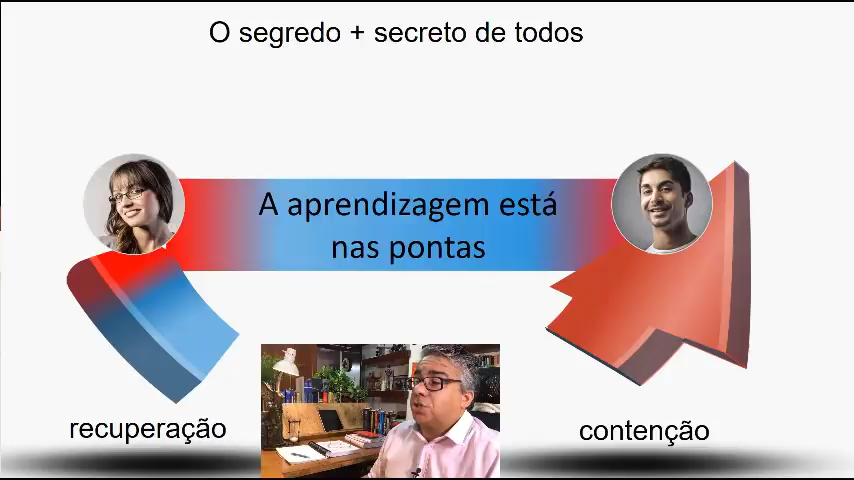 O segredo + secreto de todos
A aprendizagem está
nas pontas
recuperação
contenção